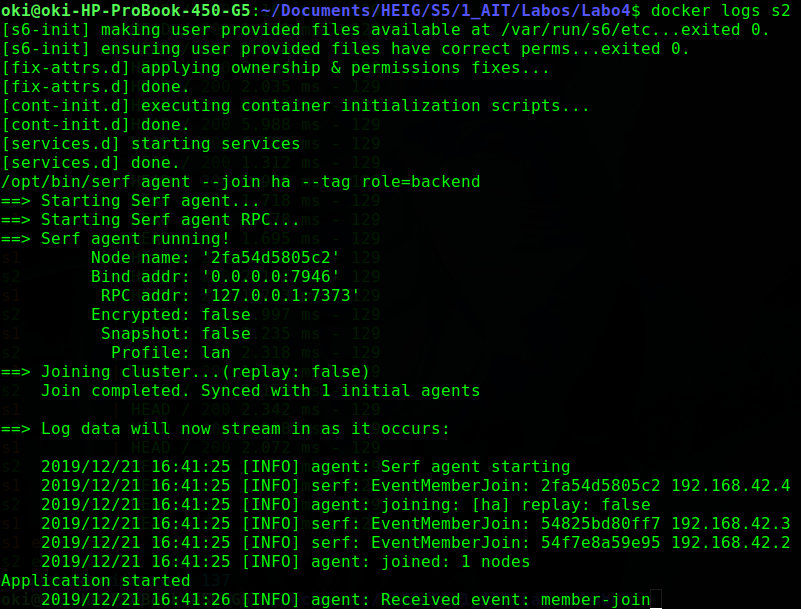 oki@oki-HP-ProBook-450-G5:~/Documents/HEIG/S5/1_AIT/Labos/Labo4$ docker logs s2
[s6-init] making user provided files available at /var/run/s6/etc...exited 0.
[s6-init] ensuring user provided files have correct perms...exited 0.
[fix-attrs.d] applying ownership & permissions fixes...
[fix-attrs.d] done.
[cont-init.d] executing container initialization scripts...
[cont-init.d] done.
[services.d] starting services
[services.d] done.
/opt/bin/serf agent --join ha --tag role=backend
==> Starting Serf agent...
==> Starting Serf agent RPC...
==> Serf agent running!
         Node name: '2fa54d5805c2'
         Bind addr: '0.0.0.0:7946'
          RPC addr: '127.0.0.1:7373'
         Encrypted: false
          Snapshot: false
           Profile: lan
==> Joining cluster...(replay: false)
    Join completed. Synced with 1 initial agents
==> Log data will now stream in as it occurs:
    2019/12/21 16:41:25 [INFO] agent: Serf agent starting
    2019/12/21 16:41:25 [INFO] serf: EventMemberJoin: 2fa54d5805c2 192.168.42.4
    2019/12/21 16:41:25 [INFO] agent: joining: [ha] replay: false
    2019/12/21 16:41:25 [INFO] serf: EventMemberJoin: 54825bd80ff7 192.168.42.3
    2019/12/21 16:41:25 [INFO] serf: EventMemberJoin: 54f7e8a59e95 192.168.42.2
    2019/12/21 16:41:25 [INFO] agent: joined: 1 nodes
Application started
    2019/12/21 16:41:26 [INFO] agent: Received event: member-join